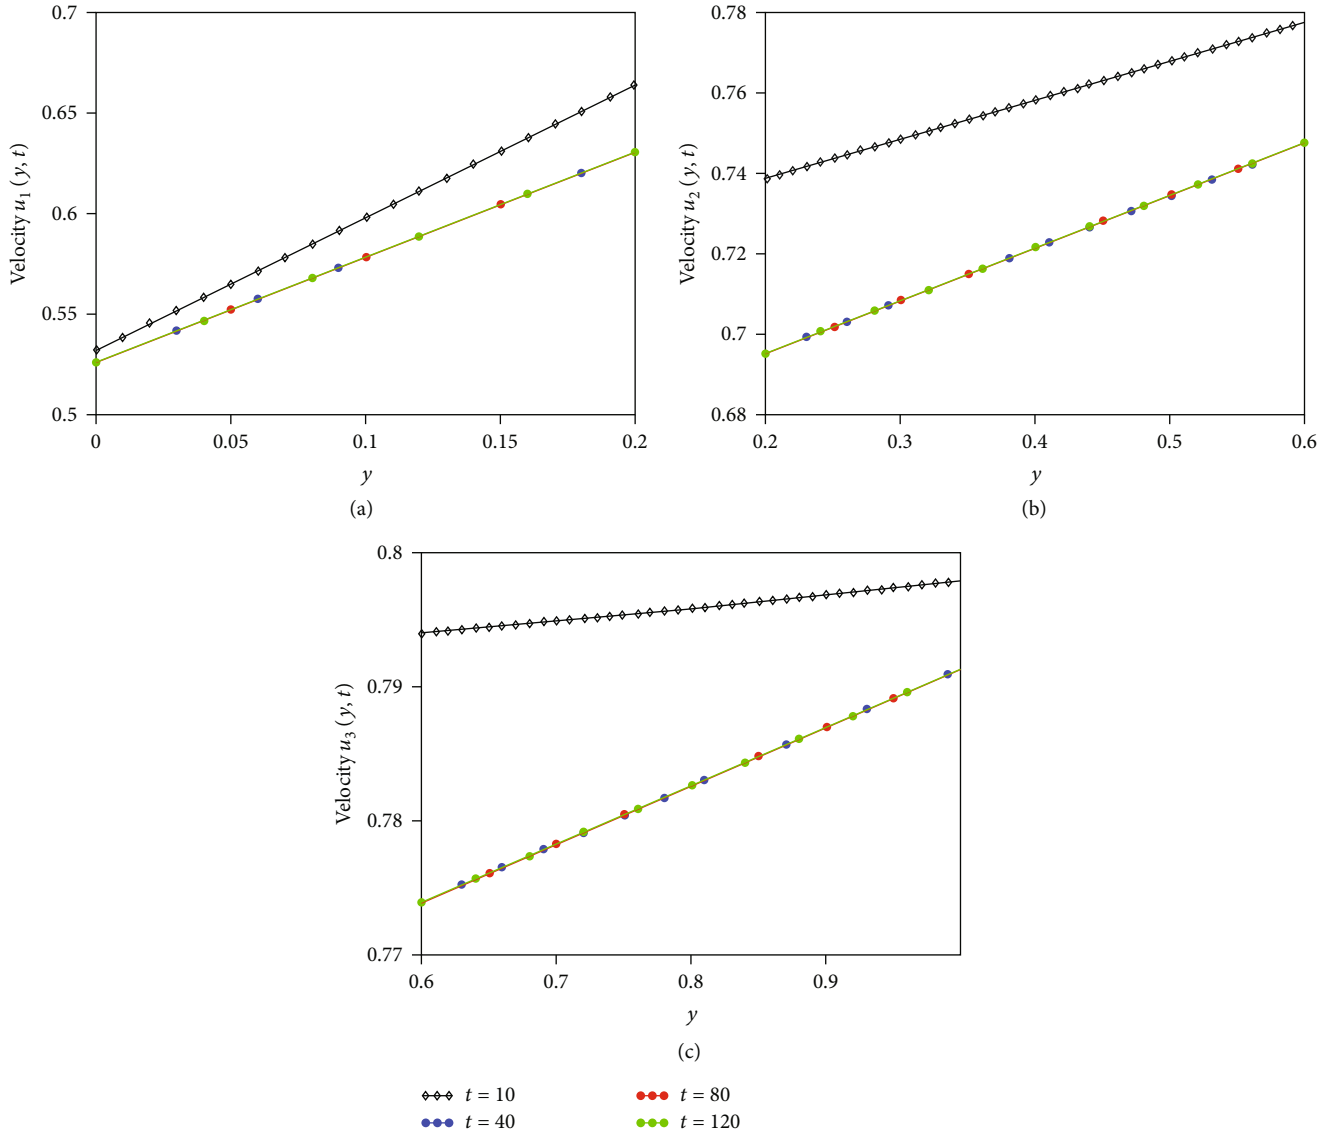 0.7
0.65
0.6
0.55
0.5
Velocity u₁ (y, t)
0
0.05
0.1
0.15
0.2
y
(a)
0.78
0.76
0.74
0.72
0.7
0.68
Velocity u₂ (y, t)
0.2
0.3
0.4
0.5
0.6
y
(b)
0.8
0.79
0.78
0.77
Velocity u₃ (y, t)
0.6
0.7
0.8
0.9
y
(c)
t = 10
t = 40
t = 80
t = 120